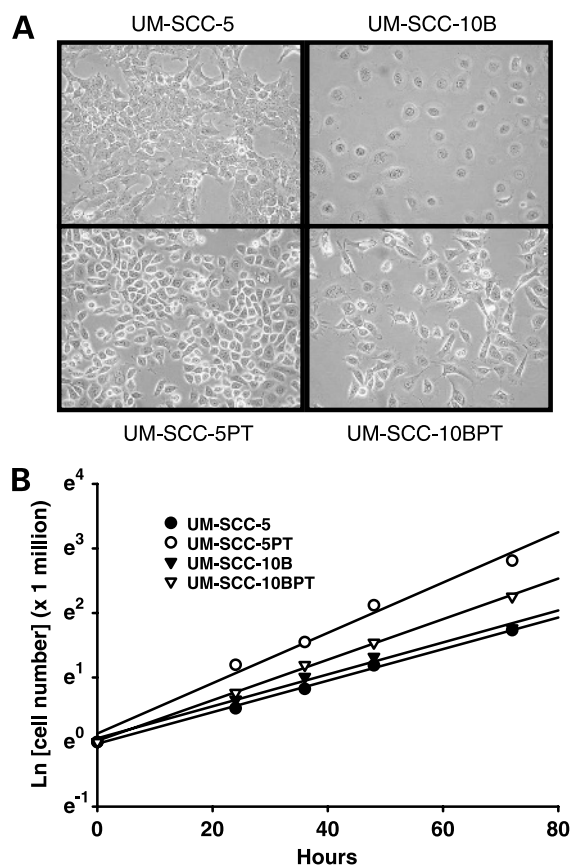 A
UM-SCC-5 UM-SCC-10B
UM-SCC-5PT UM-SCC-10BPT
B
Ln [cell number] (x 1 million)
e4
e3
e2
e1
e0
e-1
UM-SCC-5
UM-SCC-5PT
UM-SCC-10B
UM-SCC-10BPT
0 20 40 60 80
Hours